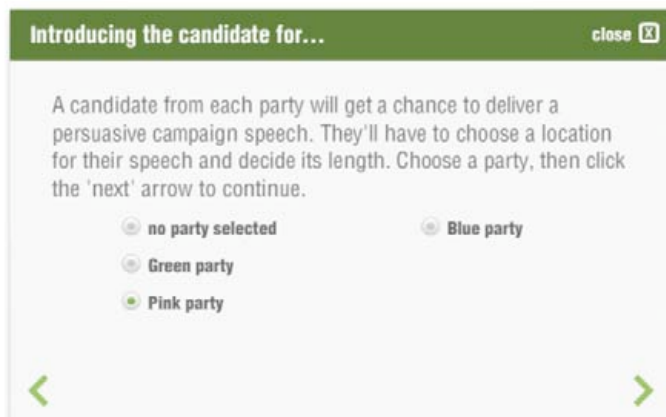 Introducing the candidate for...
close X
A candidate from each party will get a chance to deliver a
persuasive campaign speech. They'll have to choose a location
for their speech and decide its length. Choose a party, then click
the 'next' arrow to continue.
no party selected
Blue party
Green party
Pink party